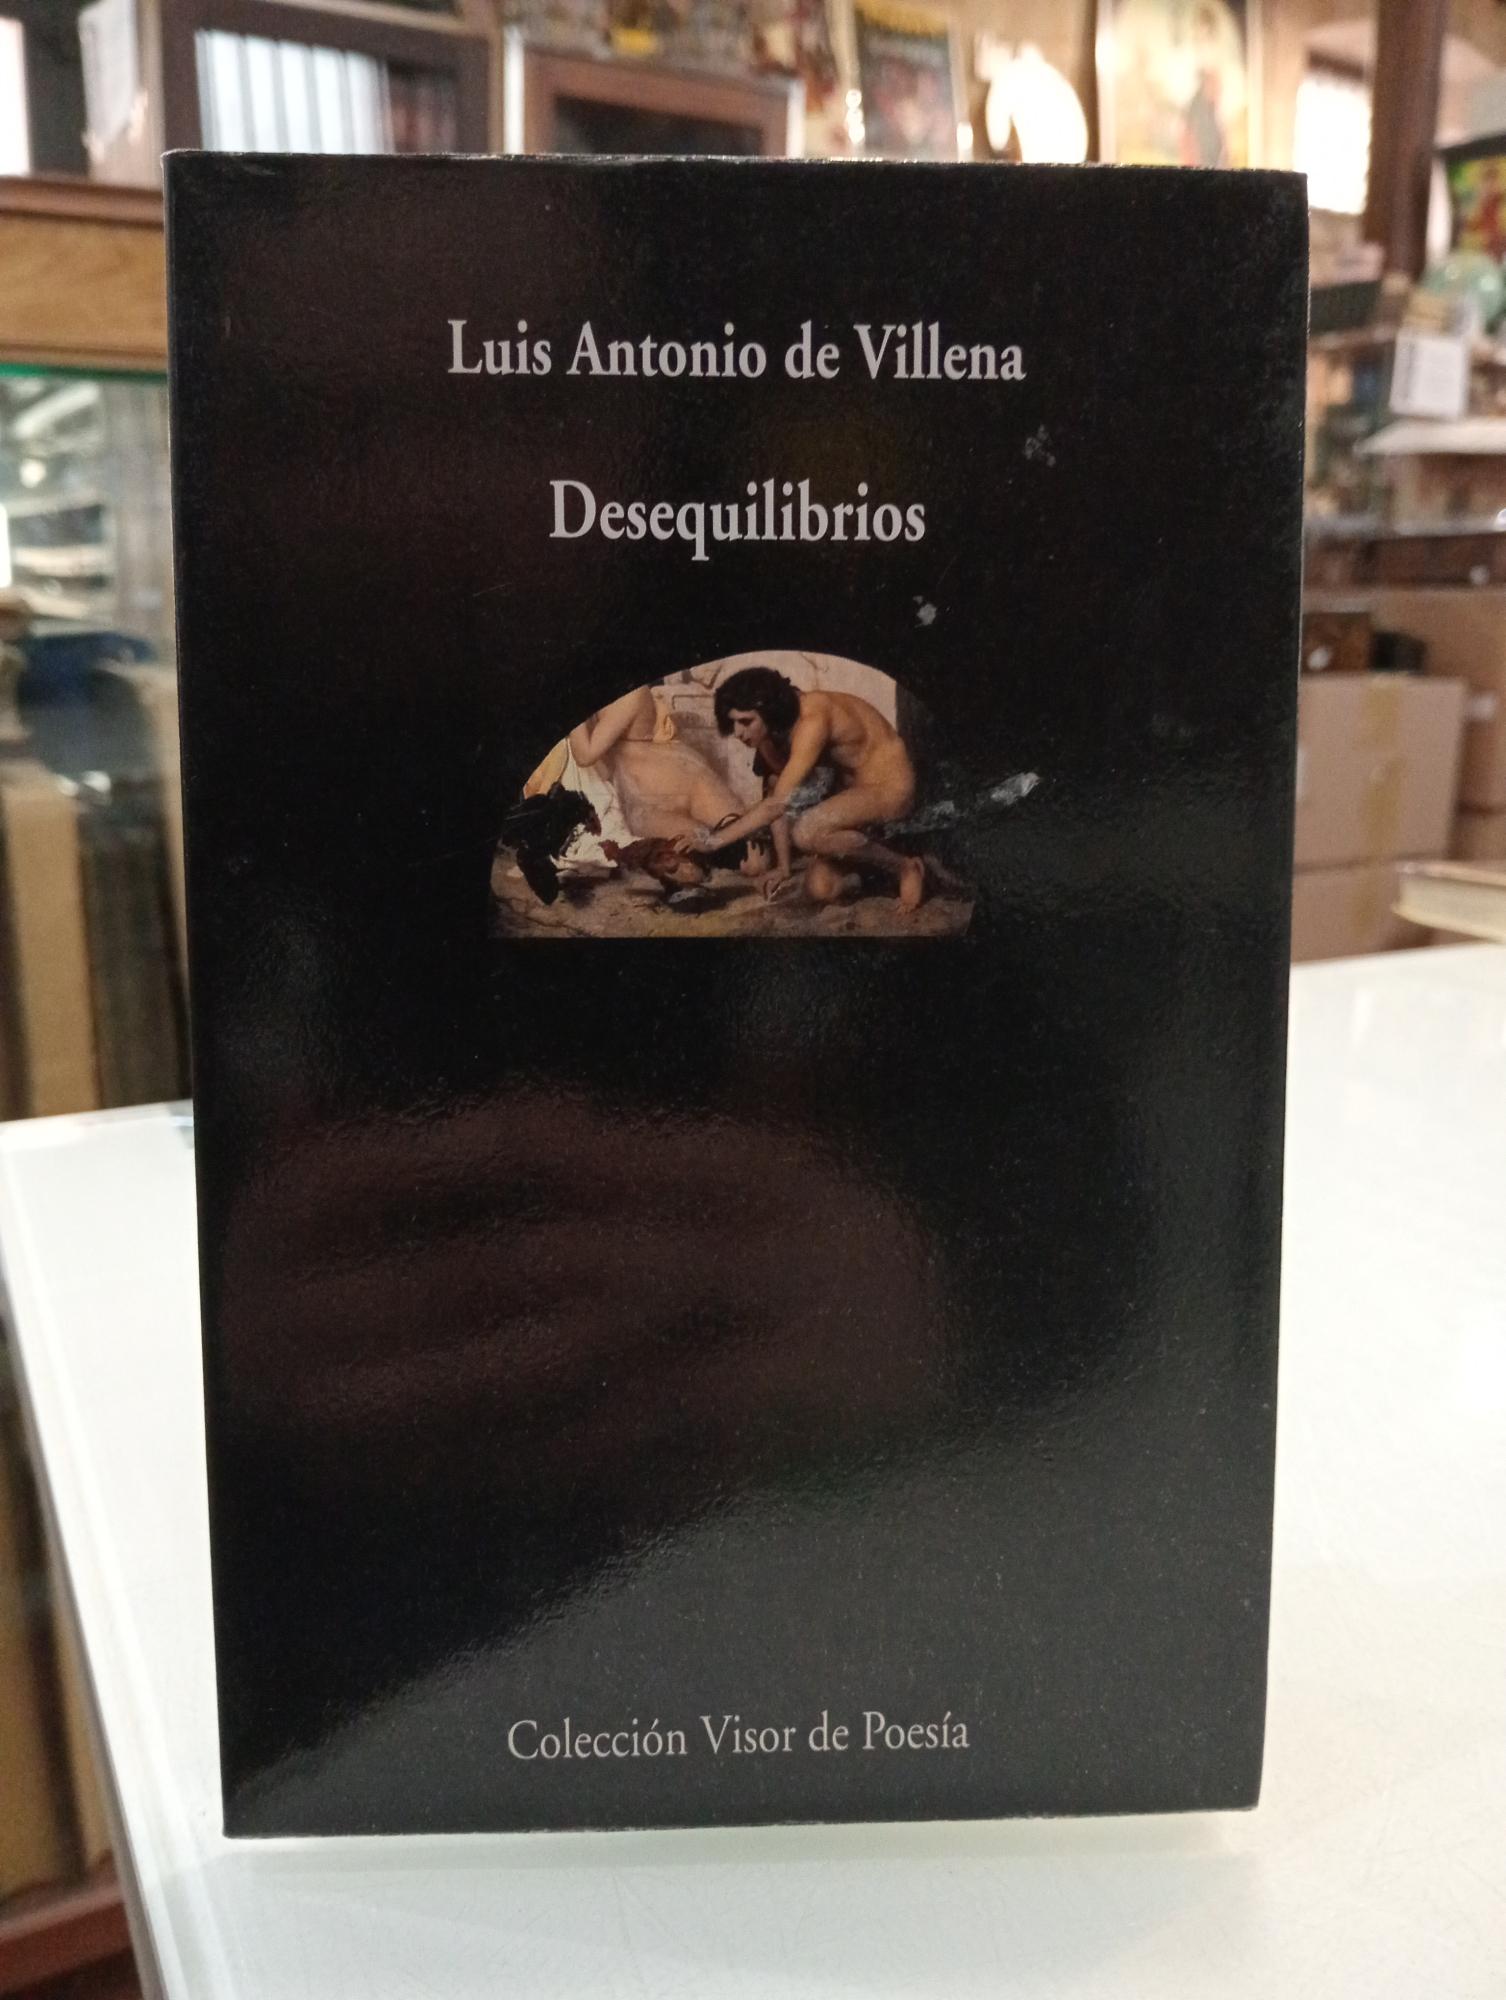 Luis Antonio de Villena
Desequilibrios
Colección Visor de Poesía